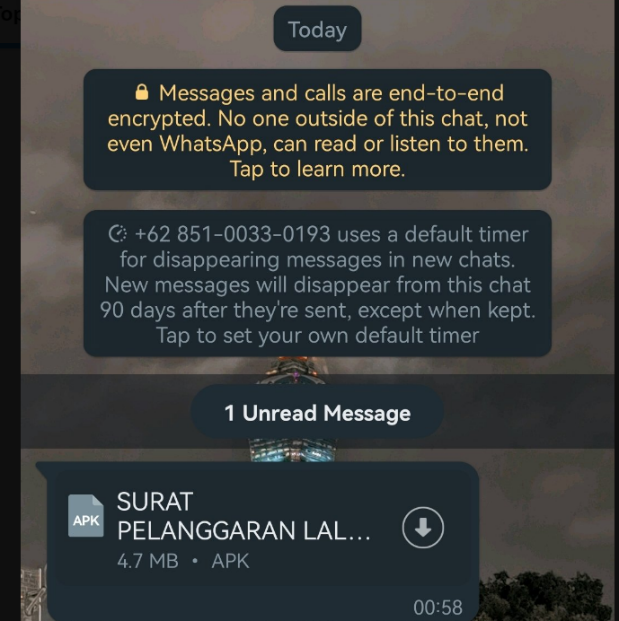 Today
🔒 Messages and calls are end-to-end
encrypted. No one outside of this chat, not
even WhatsApp, can read or listen to them.
Tap to learn more.
+62 851-0033-0193 uses a default timer
for disappearing messages in new chats.
New messages will disappear from this chat
90 days after they're sent, except when kept.
Tap to set your own default timer
1 Unread Message
APK
SURAT
PELANGGARAN LAL...
4.7 MB • APK
00:58